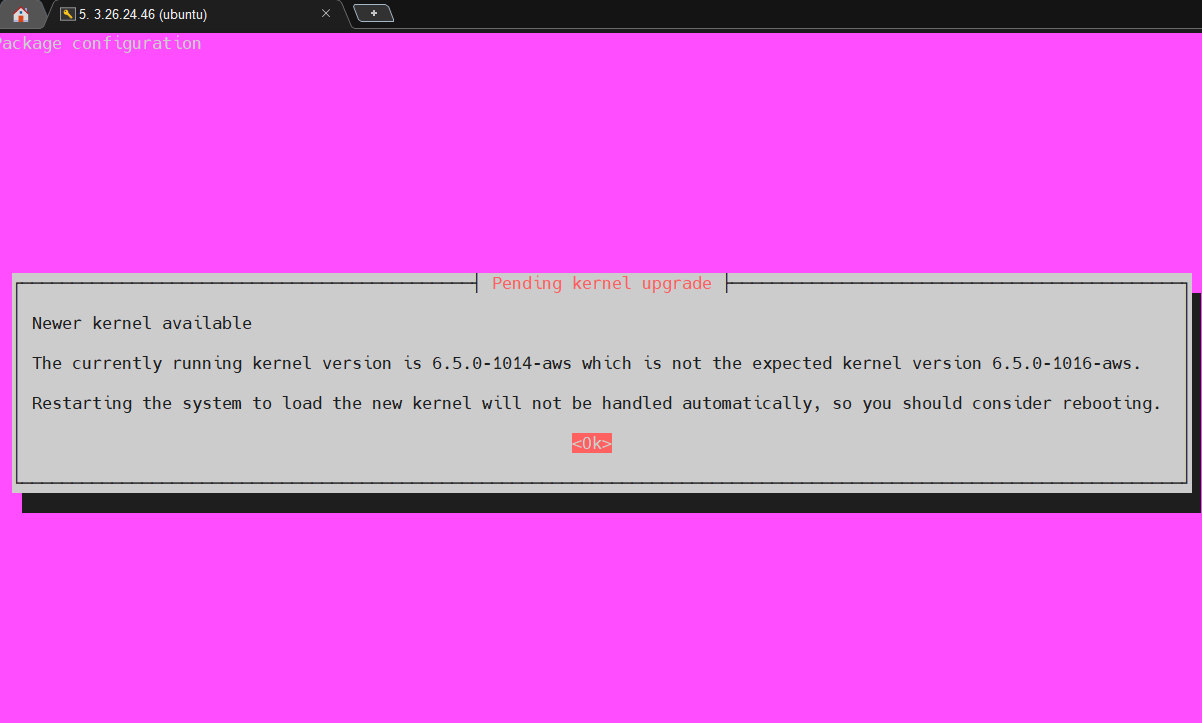 5. 3.26.24.46 (ubuntu)
Package configuration
Pending kernel upgrade
Newer kernel available
The currently running kernel version is 6.5.0-1014-aws which is not the expected kernel version 6.5.0-1016-aws.
Restarting the system to load the new kernel will not be handled automatically, so you should consider rebooting.
<Ok>